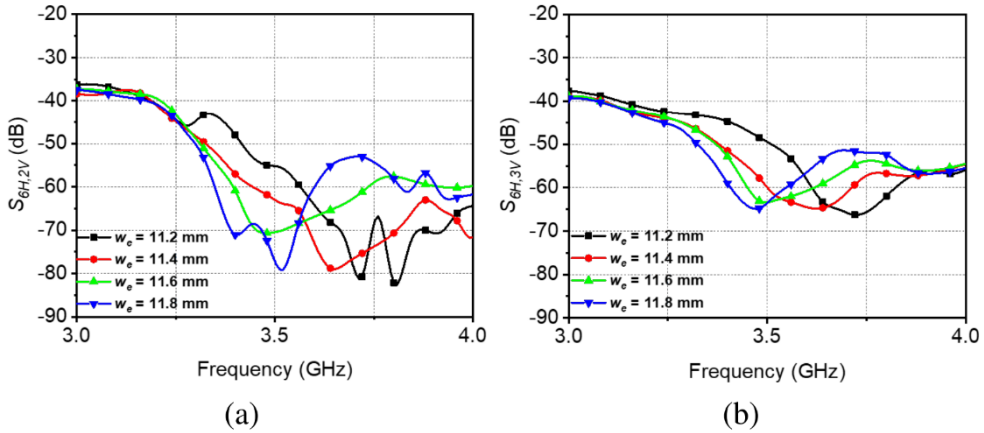 -20
-30
-40
-50
-60
-70
-80
-90
S6H,2V (dB)
we = 11.2 mm
we = 11.4 mm
we = 11.6 mm
we = 11.8 mm
3.0 3.5 4.0
Frequency (GHz)
(a)
-20
-30
-40
-50
-60
-70
-80
-90
S6H,3V (dB)
we = 11.2 mm
we = 11.4 mm
we = 11.6 mm
we = 11.8 mm
3.0 3.5 4.0
Frequency (GHz)
(b)